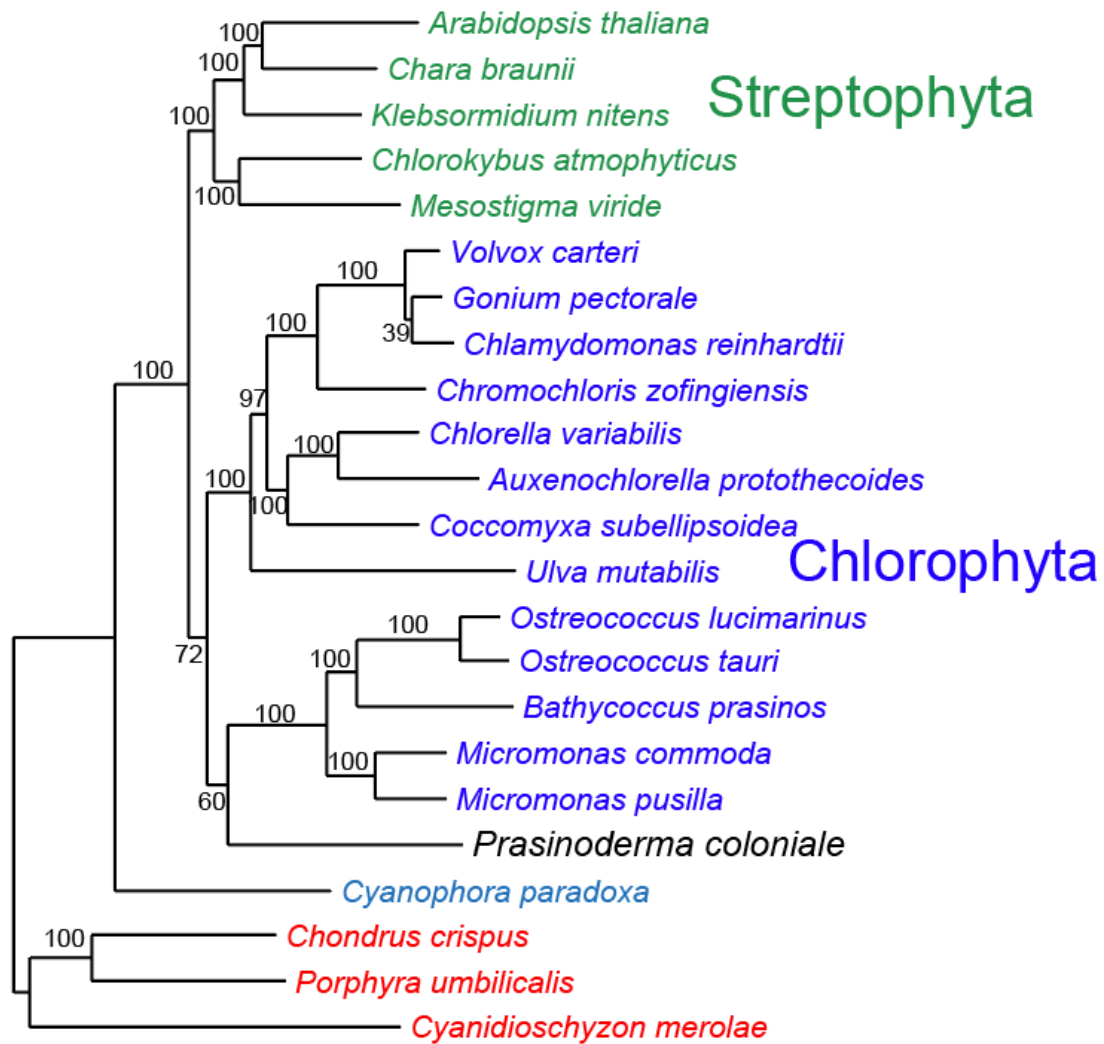 Arabidopsis thaliana
100
Chara braunii
100
Streptophyta
Klebsormidium nitens
100
Chlorokybus atmophyticus
100
Mesostigma viride
Volvox carteri
100
Gonium pectorale
100
39
Chlamydomonas reinhardtii
100
Chromochloris zofingiensis
97
Chlorella variabilis
100
Auxenochlorella protothecoides
100
100
Coccomyxa subellipsoidea
Chlorophyta
Ulva mutabilis
Ostreococcus lucimarinus
100
72
100
Ostreococcus tauri
Bathycoccus prasinos
100
Micromonas commoda
100
Micromonas pusilla
60
Prasinoderma coloniale
Cyanophora paradoxa
100
Chondrus crispus
Porphyra umbilicalis
Cyanidioschyzon merolae